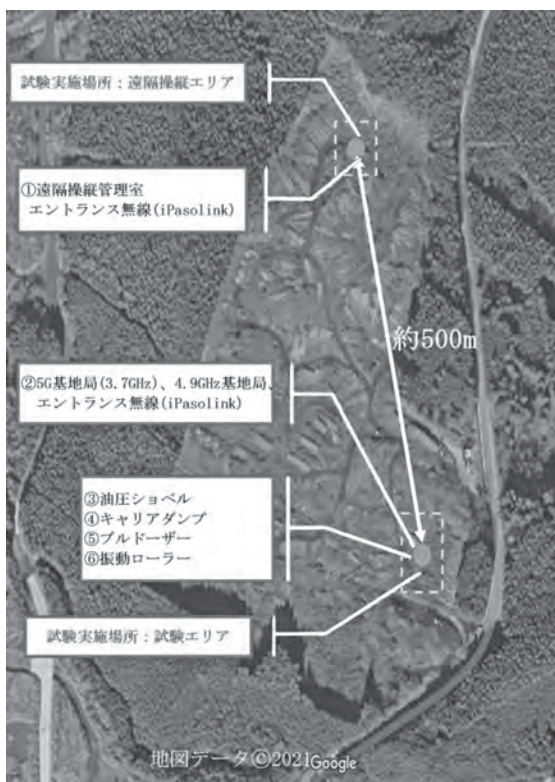 試験実施場所：遠隔操縦エリア
①遠隔操縦管理室
エントランス無線(iPasolink)
約500m
②5G基地局(3.7GHz)、4.9GHz基地局、
エントランス無線(iPasolink)
③油圧ショベル
④キャリアダンプ
⑤ブルドーザー
⑥振動ローラー
試験実施場所：試験エリア
地図データ©2021Google